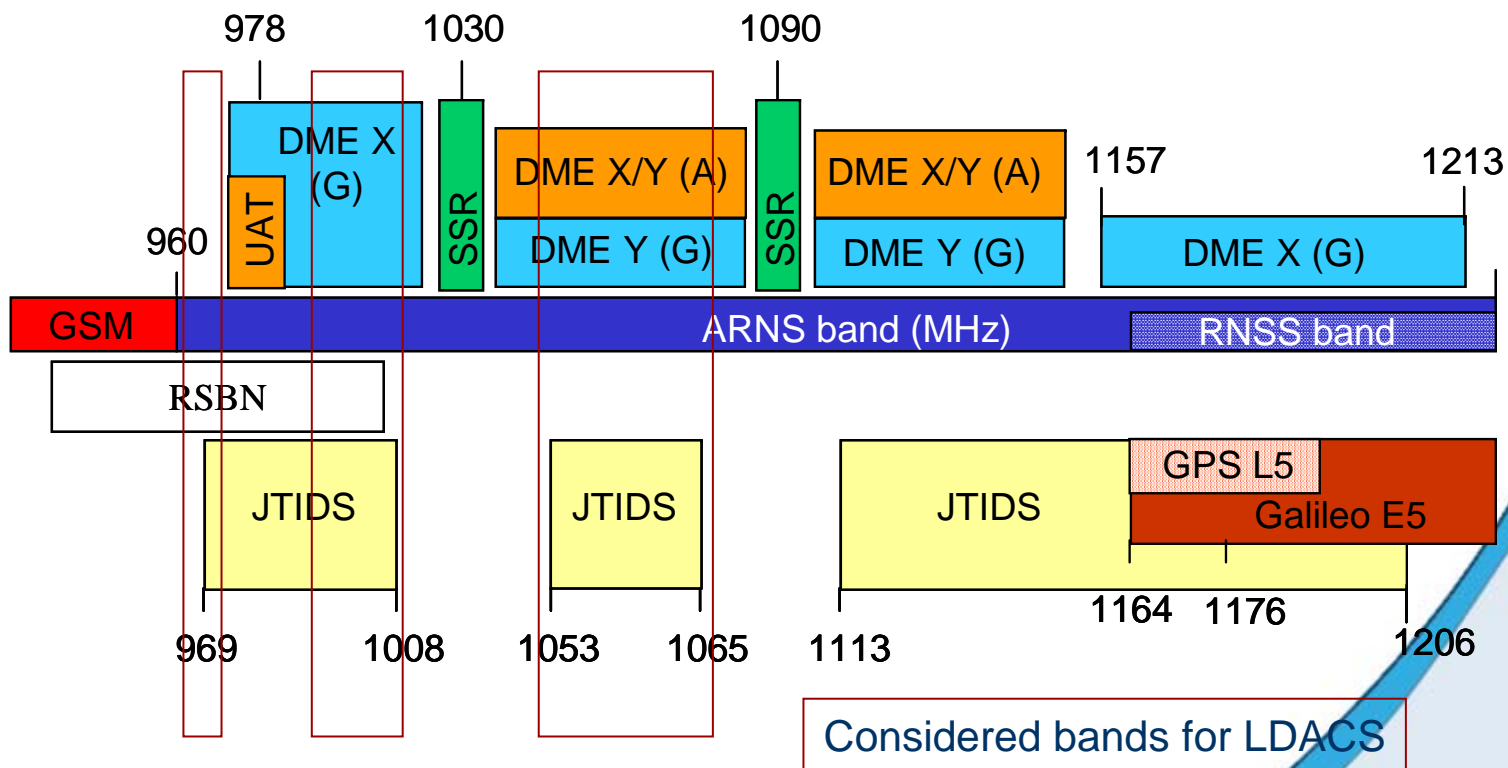 978
1030
1090
DME X
(G)
UAT
SSR
DME X/Y (A)
DME Y (G)
SSR
DME X/Y (A)
DME Y (G)
1157
1213
DME X (G)
960
GSM
ARNS band (MHz)
RNSS band
RSBN
JTIDS
JTIDS
JTIDS
GPS L5
Galileo E5
969
1008
1053
1065
1113
1164
1176
1206
Considered bands for LDACS